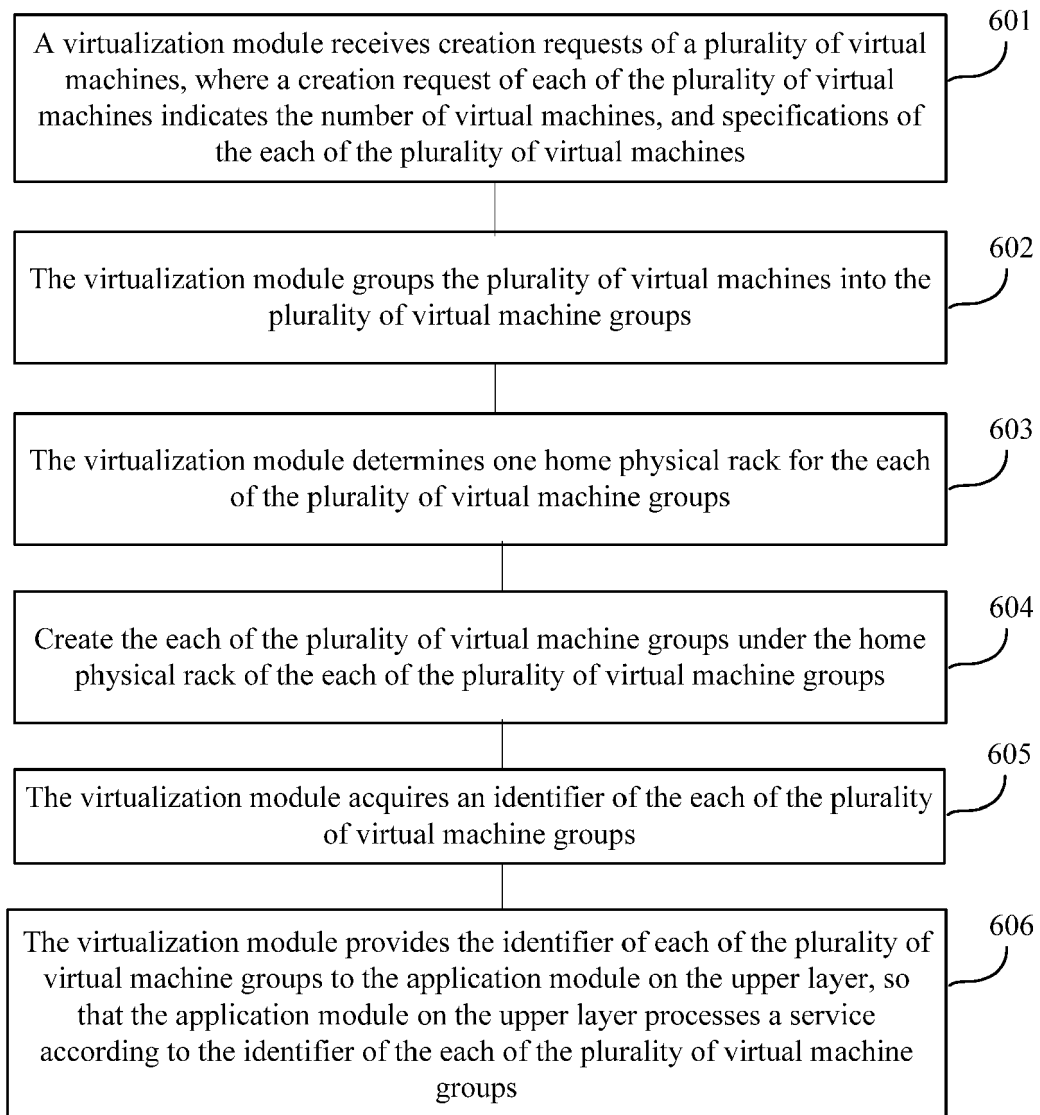 601
A virtualization module receives creation requests of a plurality of virtual
machines, where a creation request of each of the plurality of virtual
machines indicates the number of virtual machines, and specifications of
the each of the plurality of virtual machines
602
The virtualization module groups the plurality of virtual machines into the
plurality of virtual machine groups
603
The virtualization module determines one home physical rack for the each
of the plurality of virtual machine groups
604
Create the each of the plurality of virtual machine groups under the home
physical rack of the each of the plurality of virtual machine groups
605
The virtualization module acquires an identifier of the each of the plurality
of virtual machine groups
606
The virtualization module provides the identifier of each of the plurality of
virtual machine groups to the application module on the upper layer, so
that the application module on the upper layer processes a service
according to the identifier of the each of the plurality of virtual machine
groups